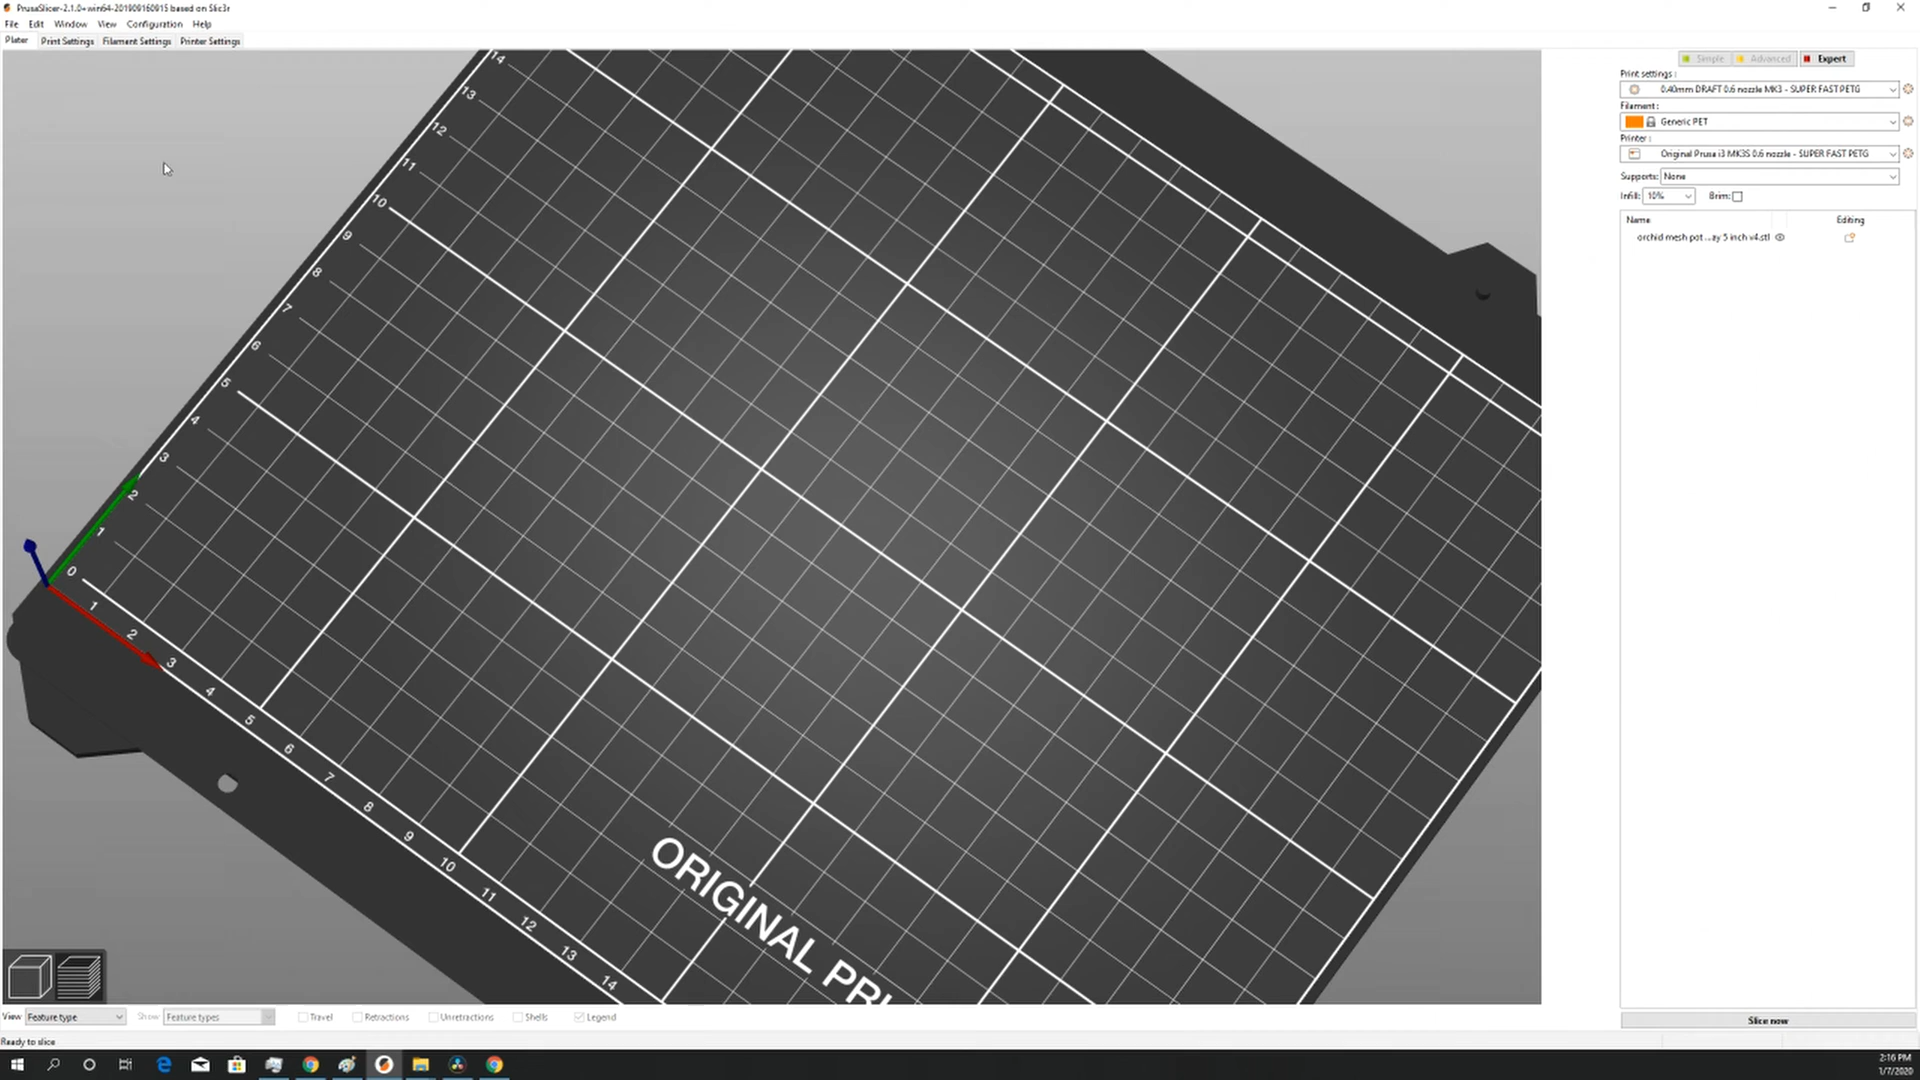 PrusaSlicer-2.1.0+win64-201909160915 based on Slic3r
File Edit Window View Configuration Help
Plater Print Settings Filament Settings Printer Settings
Simple Advanced Expert
Print settings :
0.40mm DRAFT 0.6 nozzle MK3 - SUPER FAST PETG
Filament :
Generic PET
Printer :
Original Prusa i3 MK3S 0.6 nozzle - SUPER FAST PETG
Supports: None
Infill: 10% Brim:
Name Editing
orchid mesh pot ...ay 5 inch v4.stl
14
13
12
11
10
9
8
7
6
5
4
3
2
1
0
1
2
3
4
5
6
7
8
9
10
11
12
13
14
ORIGINAL PRU
View Feature type Show Feature types Travel Retractions Unretractions Shells Legend
Slice now
Ready to slice
2:16 PM
1/7/2020